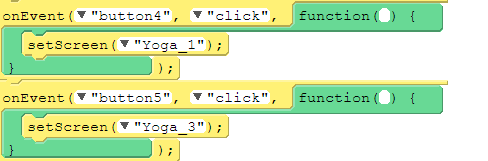 onEvent(▼"button4", ▼"click", function( ) {
setScreen(▼"Yoga_1");
} );
onEvent(▼"button5", ▼"click", function( ) {
setScreen(▼"Yoga_3");
} );